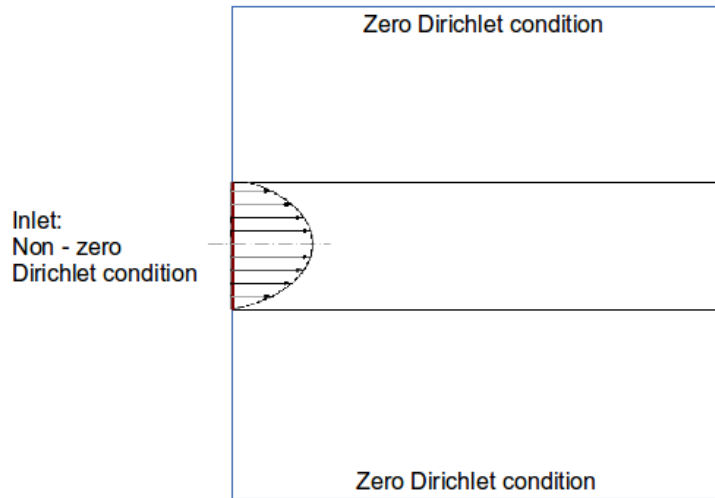 Zero Dirichlet condition
Inlet:
Non - zero
Dirichlet condition
Zero Dirichlet condition